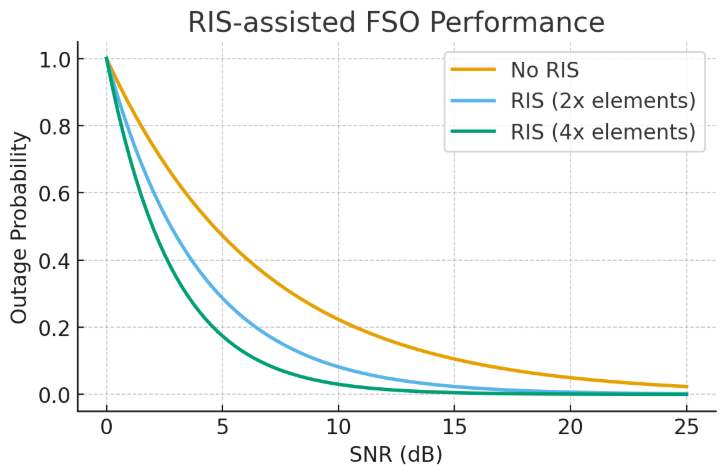 RIS-assisted FSO Performance
No RIS
RIS (2x elements)
RIS (4x elements)
Outage Probability
1.0
0.8
0.6
0.4
0.2
0.0
0 5 10 15 20 25
SNR (dB)